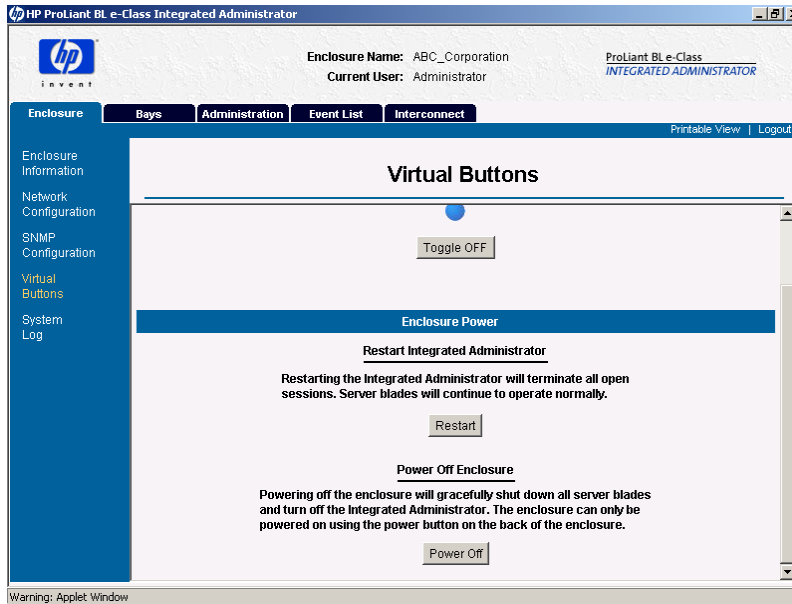 HP ProLiant BL e-Class Integrated Administrator
hp
invent
Enclosure Name: ABC_Corporation
Current User: Administrator
ProLiant BL e-Class
INTEGRATED ADMINISTRATOR
Enclosure Bays Administration Event List Interconnect
Printable View | Logout
Enclosure
Information
Network
Configuration
SNMP
Configuration
Virtual
Buttons
System
Log
Virtual Buttons
Toggle OFF
Enclosure Power
Restart Integrated Administrator
Restarting the Integrated Administrator will terminate all open
sessions. Server blades will continue to operate normally.
Restart
Power Off Enclosure
Powering off the enclosure will gracefully shut down all server blades
and turn off the Integrated Administrator. The enclosure can only be
powered on using the power button on the back of the enclosure.
Power Off
Warning: Applet Window